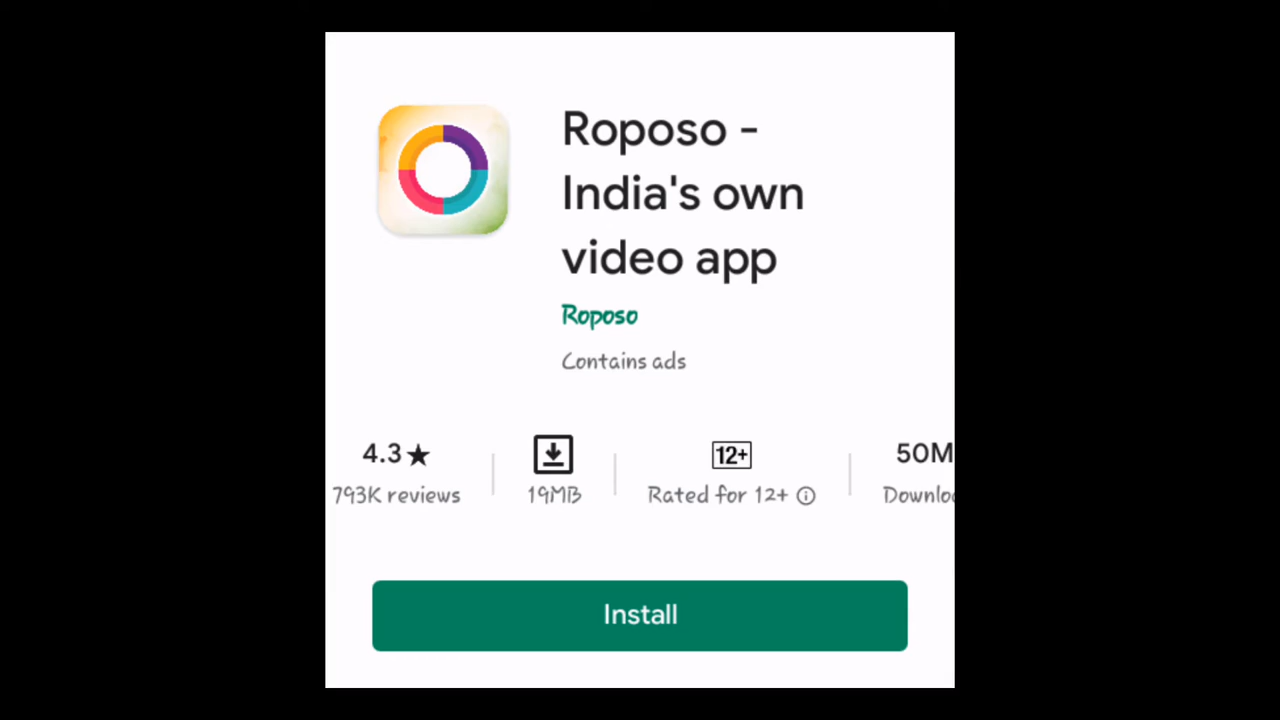 Roposo -
India's own
video app
Roposo
Contains ads
4.3★
12+
50M
793K reviews
19MB
Rated for 12+
Downlo
Install